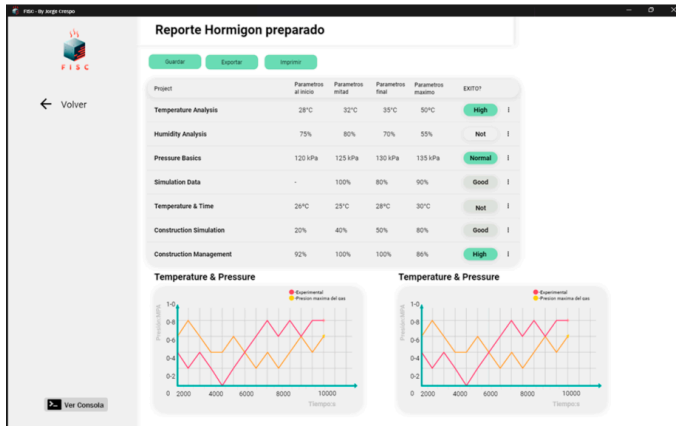 FISC - By Jorge Crespo
FISC
Volver
Ver Consola
Reporte Hormigon preparado
Guardar Exportar Imprimir
Project Parametros al inicio Parametros mitad Parametros final Parametros maximo EXITO?
Temperature Analysis 28°C 32°C 35°C 50°C High
Humidity Analysis 75% 80% 70% 55% Not
Pressure Basics 120 kPa 125 kPa 130 kPa 135 kPa Normal
Simulation Data - 100% 80% 90% Good
Temperature & Time 26°C 25°C 28°C 30°C Not
Construction Simulation 20% 40% 50% 80% Good
Construction Management 92% 100% 100% 86% High
Temperature & Pressure
Experimental
Presion maxima del gas
Presión MPA
1-0
0-8
0-6
0-4
0-2
0 2000 4000 6000 8000 10000
Tiempo.s
Temperature & Pressure
Experimental
Presion maxima del gas
Presión MPA
1-0
0-8
0-6
0-4
0-2
0 2000 4000 6000 8000 10000
Tiempo.s